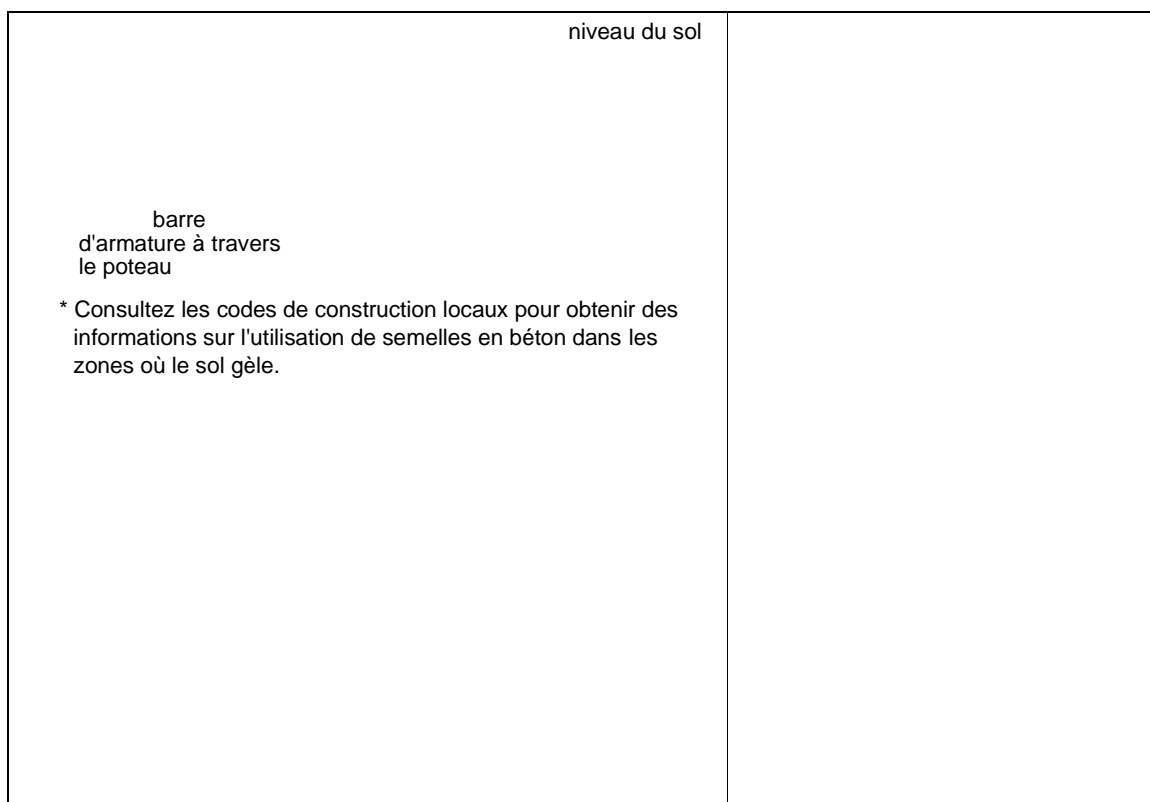 niveau du sol
barre
d'armature à travers
le poteau
* Consultez les codes de construction locaux pour obtenir des
informations sur l'utilisation de semelles en béton dans les
zones où le sol gèle.